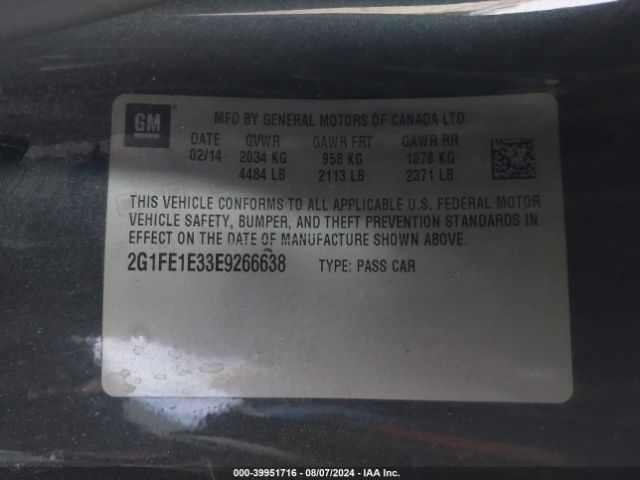 GM
MFD BY GENERAL MOTORS OF CANADA LTD.
DATE GVWR GAWR FRT GAWR RR
02/14 2034 KG 958 KG 1076 KG
4484 LB 2113 LB 2371 LB
THIS VEHICLE CONFORMS TO ALL APPLICABLE U.S. FEDERAL MOTOR
VEHICLE SAFETY, BUMPER, AND THEFT PREVENTION STANDARDS IN
EFFECT ON THE DATE OF MANUFACTURE SHOWN ABOVE.
2G1FE1E33E9266638 TYPE: PASS CAR
000-39951716 - 08/07/2024 - IAA Inc.